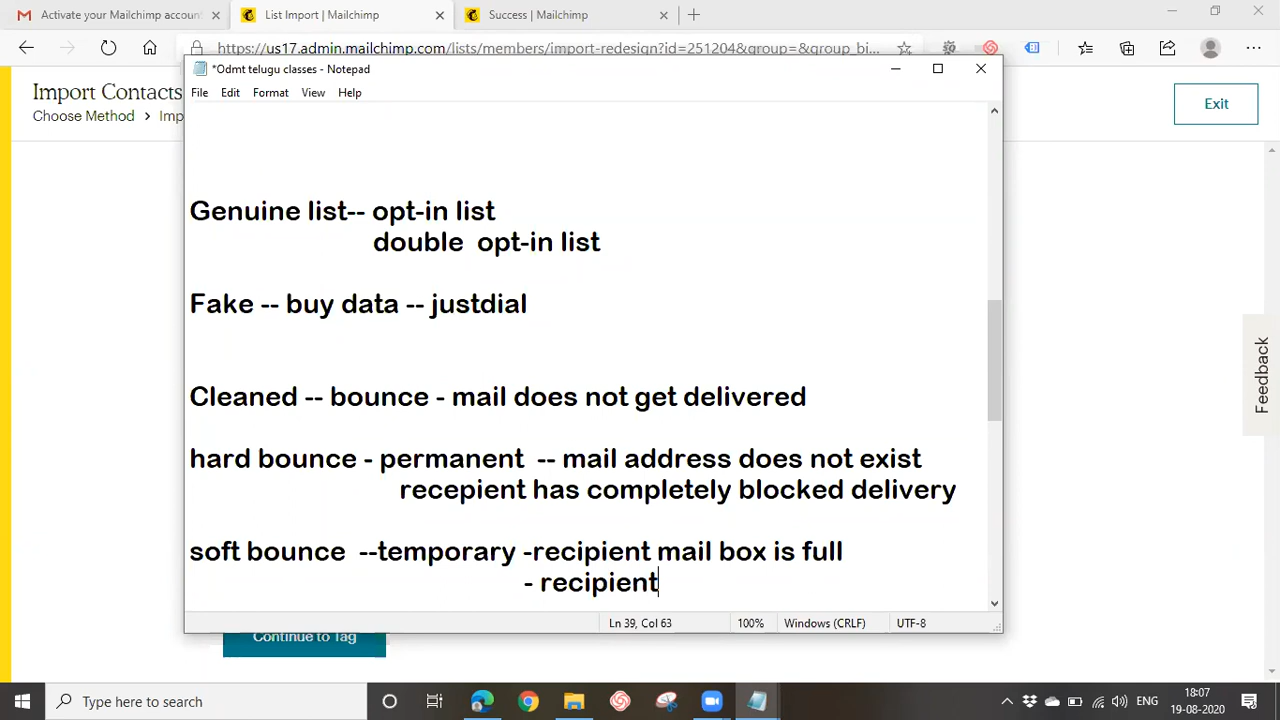 Activate your Mailchimp accoun
List Import | Mailchimp
Success | Mailchimp
https://us17.admin.mailchimp.com/lists/members/import-redesign?id=251204&group=&group_bi...
Import Contacts
Choose Method > Imp
Exit
*Odmt telugu classes - Notepad
File Edit Format View Help
Genuine list-- opt-in list
double opt-in list
Fake -- buy data -- justdial
Cleaned -- bounce - mail does not get delivered
hard bounce - permanent -- mail address does not exist
recepient has completely blocked delivery
soft bounce --temporary -recipient mail box is full
- recipient
Ln 39, Col 63 100% Windows (CRLF) UTF-8
Continue to Tag
Feedback
Type here to search
ENG
18:07
19-08-2020